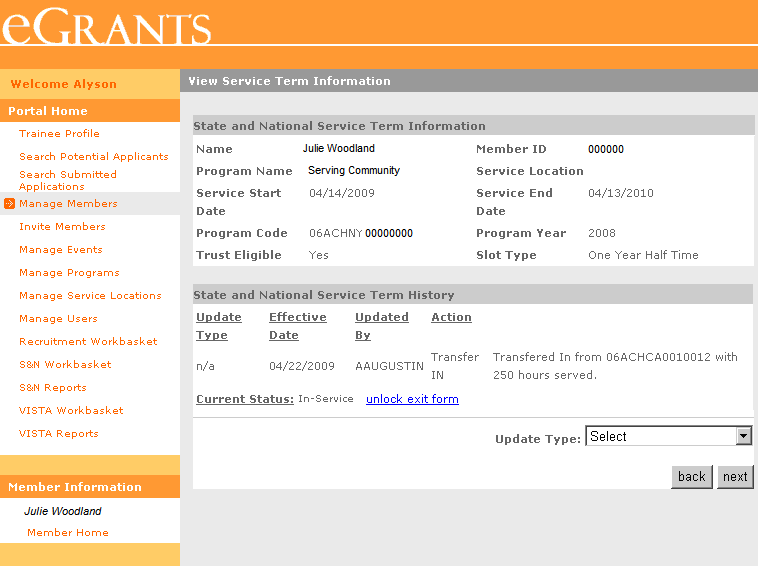 eGRANTS
Welcome Alyson
Portal Home
Trainee Profile
Search Potential Applicants
Search Submitted
Applications
Manage Members
Invite Members
Manage Events
Manage Programs
Manage Service Locations
Manage Users
Recruitment Workbasket
S&N Workbasket
S&N Reports
VISTA Workbasket
VISTA Reports
Member Information
Julie Woodland
Member Home
View Service Term Information
State and National Service Term Information
Name Julie Woodland Member ID 000000
Program Name Serving Community Service Location
Service Start 04/14/2009 Service End 04/13/2010
Date Date
Program Code 06ACHNY 00000000 Program Year 2008
Trust Eligible Yes Slot Type One Year Half Time
State and National Service Term History
Update Effective Updated Action
Type Date By
Transfer Transfered In from 06ACHCA0010012 with
n/a 04/22/2009 AAUGUSTIN
IN 250 hours served.
Current Status: In-Service unlock exit form
Update Type: Select
back next